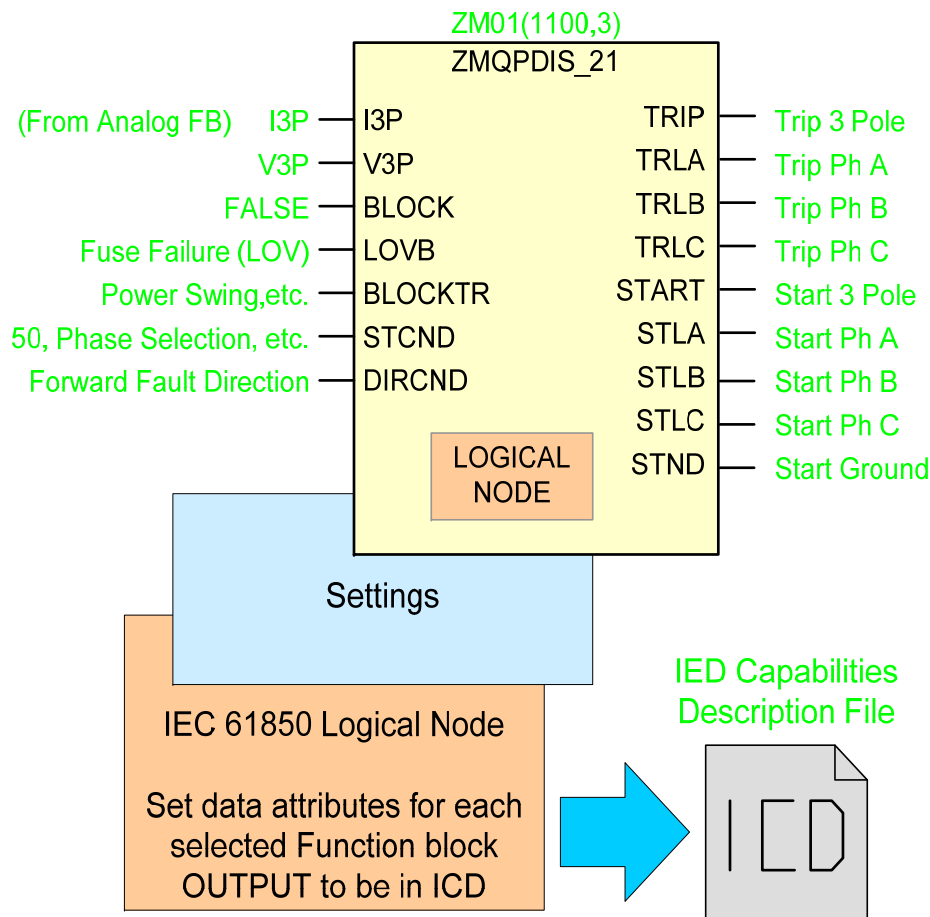 ZM01(1100,3)
ZMQPDIS_21
(From Analog FB) I3P I3P TRIP Trip 3 Pole
V3P V3P TRLA Trip Ph A
FALSE BLOCK TRLB Trip Ph B
Fuse Failure (LOV) LOVB TRLC Trip Ph C
Power Swing,etc. BLOCKTR START Start 3 Pole
50, Phase Selection, etc. STCND STLA Start Ph A
Forward Fault Direction DIRCND STLB Start Ph B
STLC Start Ph C
STND Start Ground
LOGICAL
NODE
Settings
IEC 61850 Logical Node
Set data attributes for each
selected Function block
OUTPUT to be in ICD
IED Capabilities
Description File
ICD